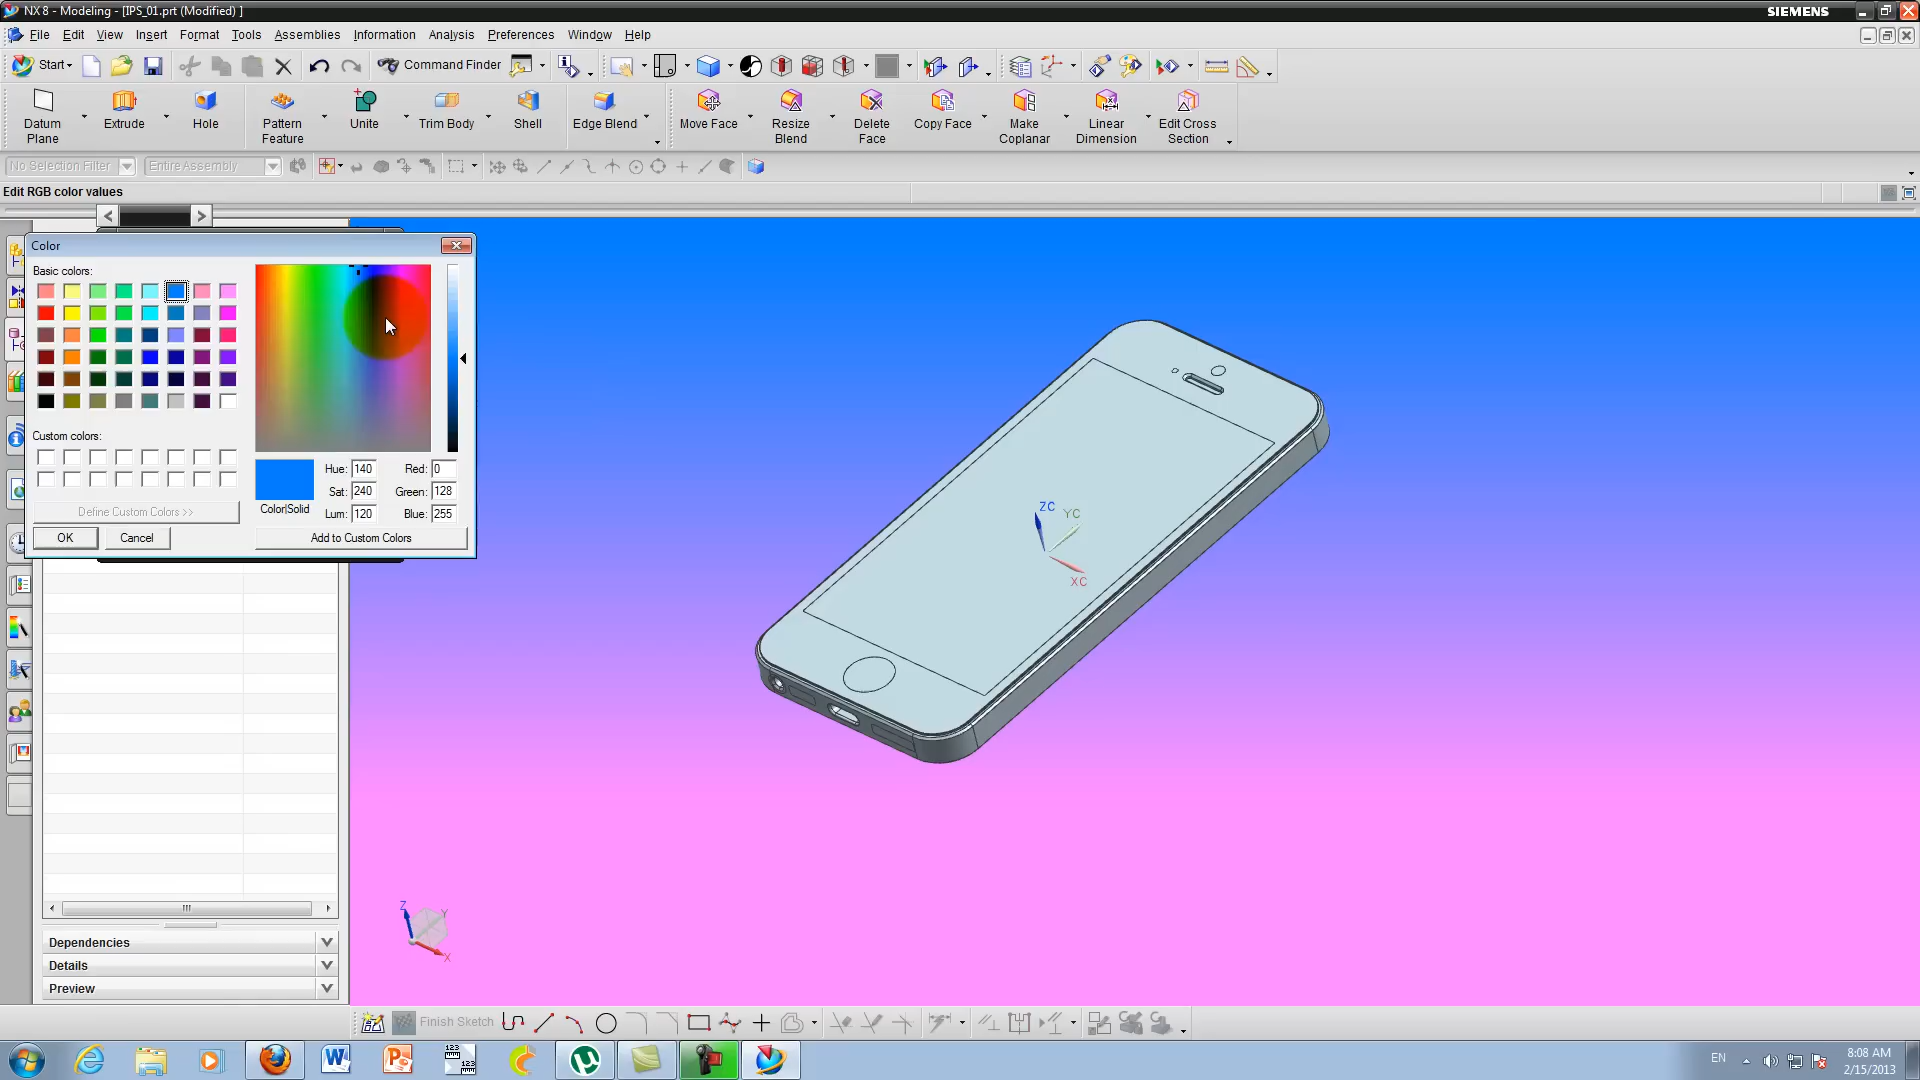 NX 8 - Modeling - [IPS_01.prt (Modified) ]
SIEMENS
File Edit View Insert Format Tools Assemblies Information Analysis Preferences Window Help
Start Command Finder
Datum Plane
Extrude
Hole
Pattern Feature
Unite
Trim Body
Shell
Edge Blend
Move Face
Resize Blend
Delete Face
Copy Face
Make Coplanar
Linear Dimension
Edit Cross Section
No Selection Filter
Entire Assembly
Edit RGB color values
Color
Basic colors:
Custom colors:
Define Custom Colors >>
OK
Cancel
Color|Solid
Hue: 140
Sat: 240
Lum: 120
Red: 0
Green: 128
Blue: 255
Add to Custom Colors
ZC
YC
XC
Z
Y
X
Dependencies
Details
Preview
Finish Sketch
123
123
EN
8:08 AM
2/15/2013